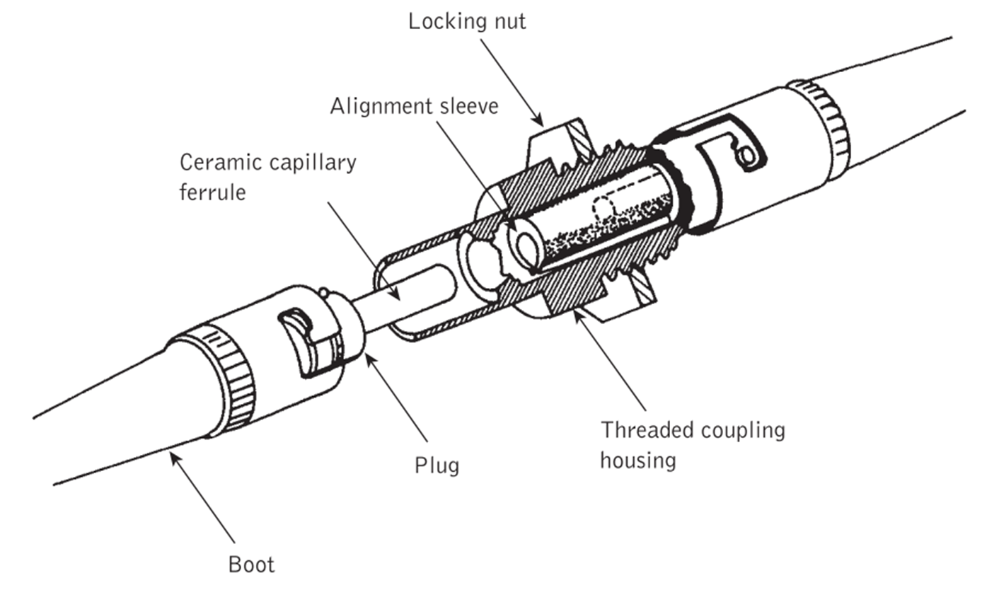 Locking nut
Alignment sleeve
Ceramic capillary
ferrule
Threaded coupling
housing
Plug
Boot